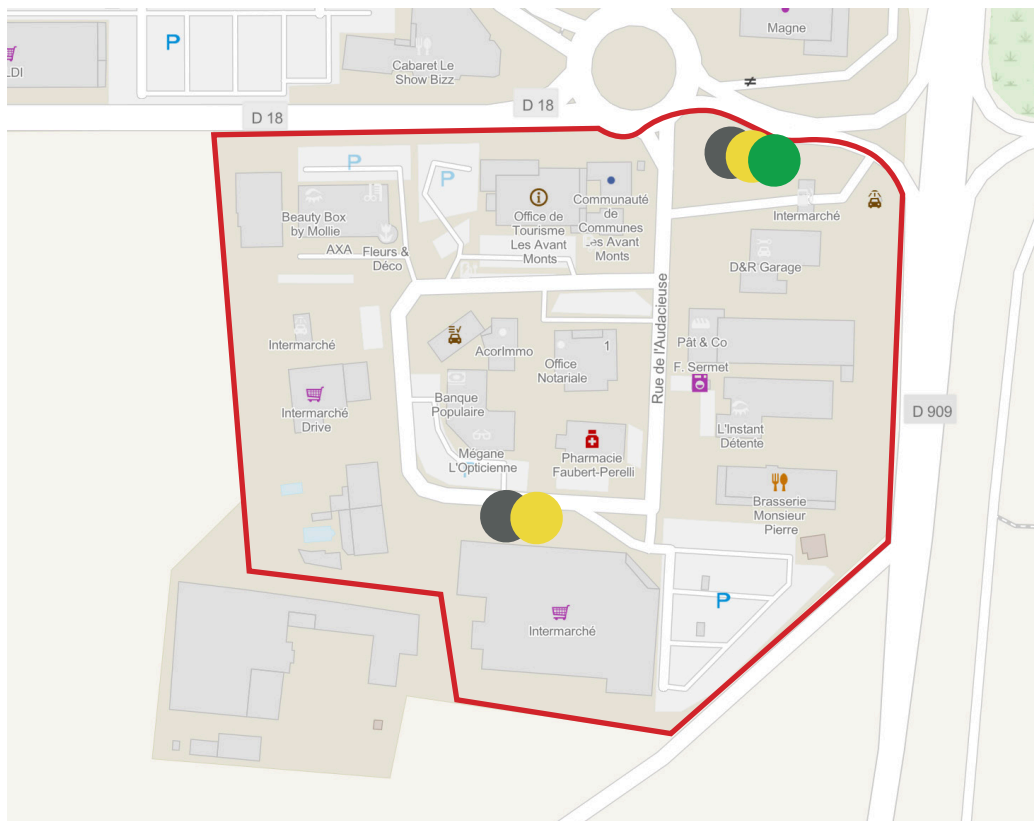 Magne
P
LDI
Cabaret Le
Show Bizz
≠
D 18
D 18
P
P
Beauty Box
by Mollie
AXA
Fleurs &
Déco
Office de
Tourisme
Les Avant
Monts
Communauté
de
Communes
Les Avant
Monts
Intermarché
D&R Garage
Rue de l'Audacieuse
Intermarché
Intermarché
Drive
AcorImmo
Office
Notariale
1
Pât & Co
F. Sermet
Banque
Populaire
L'Instant
Détente
D 909
Mégane
L'Opticienne
P
Pharmacie
Faubert-Perelli
Brasserie
Monsieur
Pierre
P
Intermarché